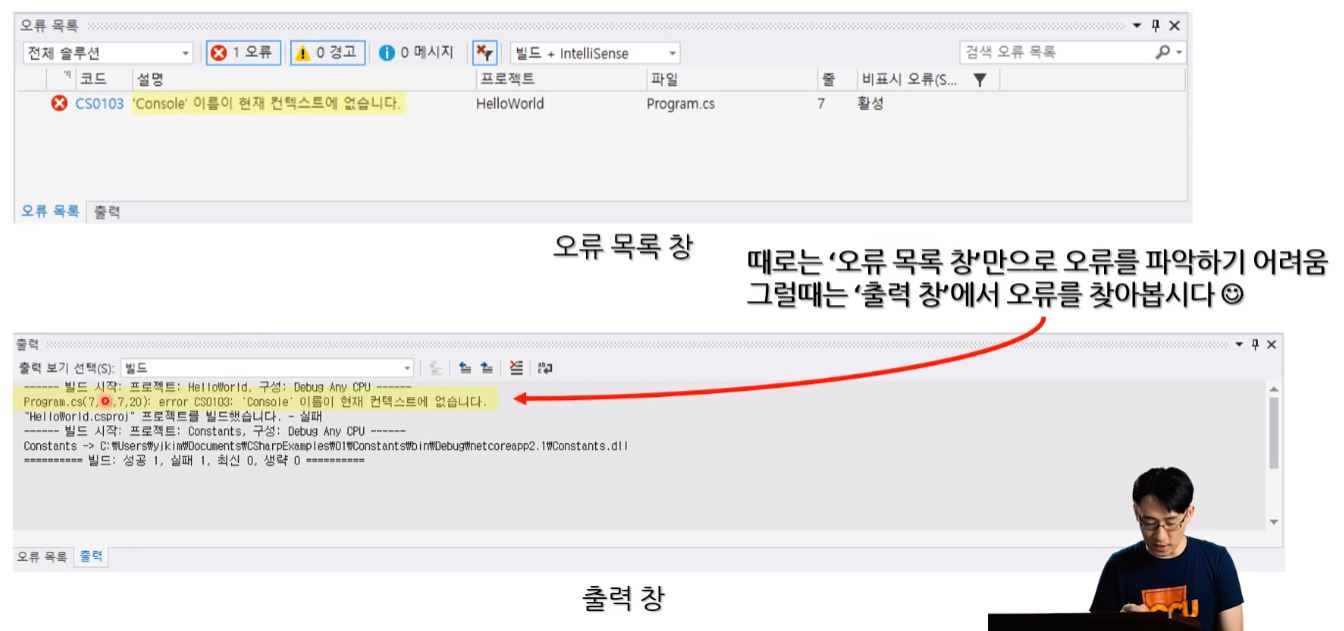 오류 목록
전체 솔루션 1 오류 0 경고 0 메시지 빌드 + IntelliSense 검색 오류 목록
코드 설명 프로젝트 파일 줄 비표시 오류(S...
CS0103 'Console' 이름이 현재 컨텍스트에 없습니다. HelloWorld Program.cs 7 활성
오류 목록 출력
오류 목록 창
때로는 ‘오류 목록 창’만으로 오류를 파악하기 어려움
그럴때는 ‘출력 창’에서 오류를 찾아봅시다 ☺
출력
출력 보기 선택(S): 빌드
------ 빌드 시작: 프로젝트: HelloWorld, 구성: Debug Any CPU ------
Program.cs(7, ,7,20): error CS0103: 'Console' 이름이 현재 컨텍스트에 없습니다.
"HelloWorld.csproj" 프로젝트를 빌드했습니다. - 실패
------ 빌드 시작: 프로젝트: Constants, 구성: Debug Any CPU ------
Constants -> C:₩Users₩yjkim₩Documents₩CSharpExamples₩01₩Constants₩bin₩Debug₩netcoreapp2.1₩Constants.dll
========== 빌드: 성공 1, 실패 1, 최신 0, 생략 0 ==========
오류 목록 출력
출력 창